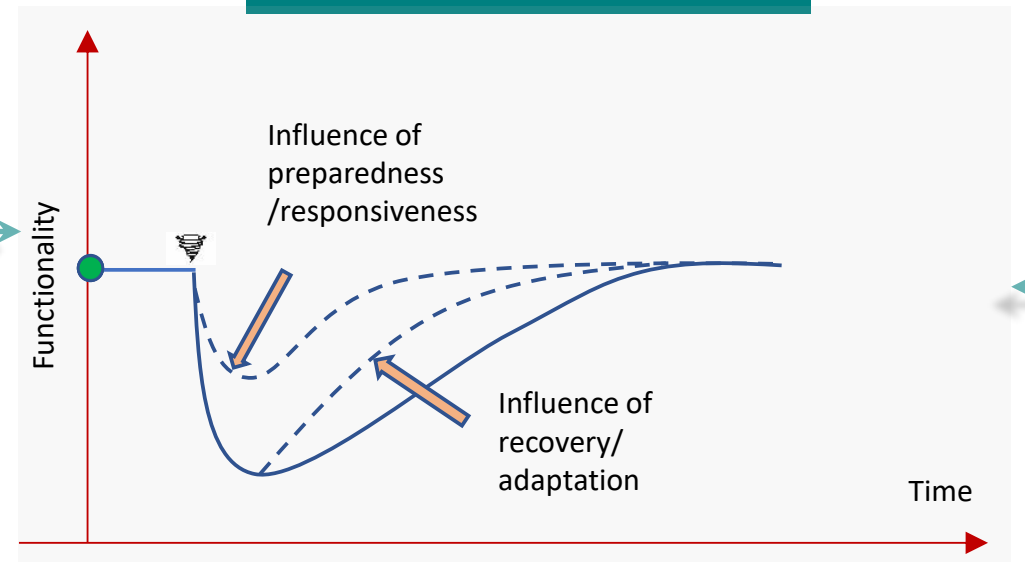 Influence of
preparedness
/responsiveness
Functionality
Influence of
recovery/
adaptation
Time